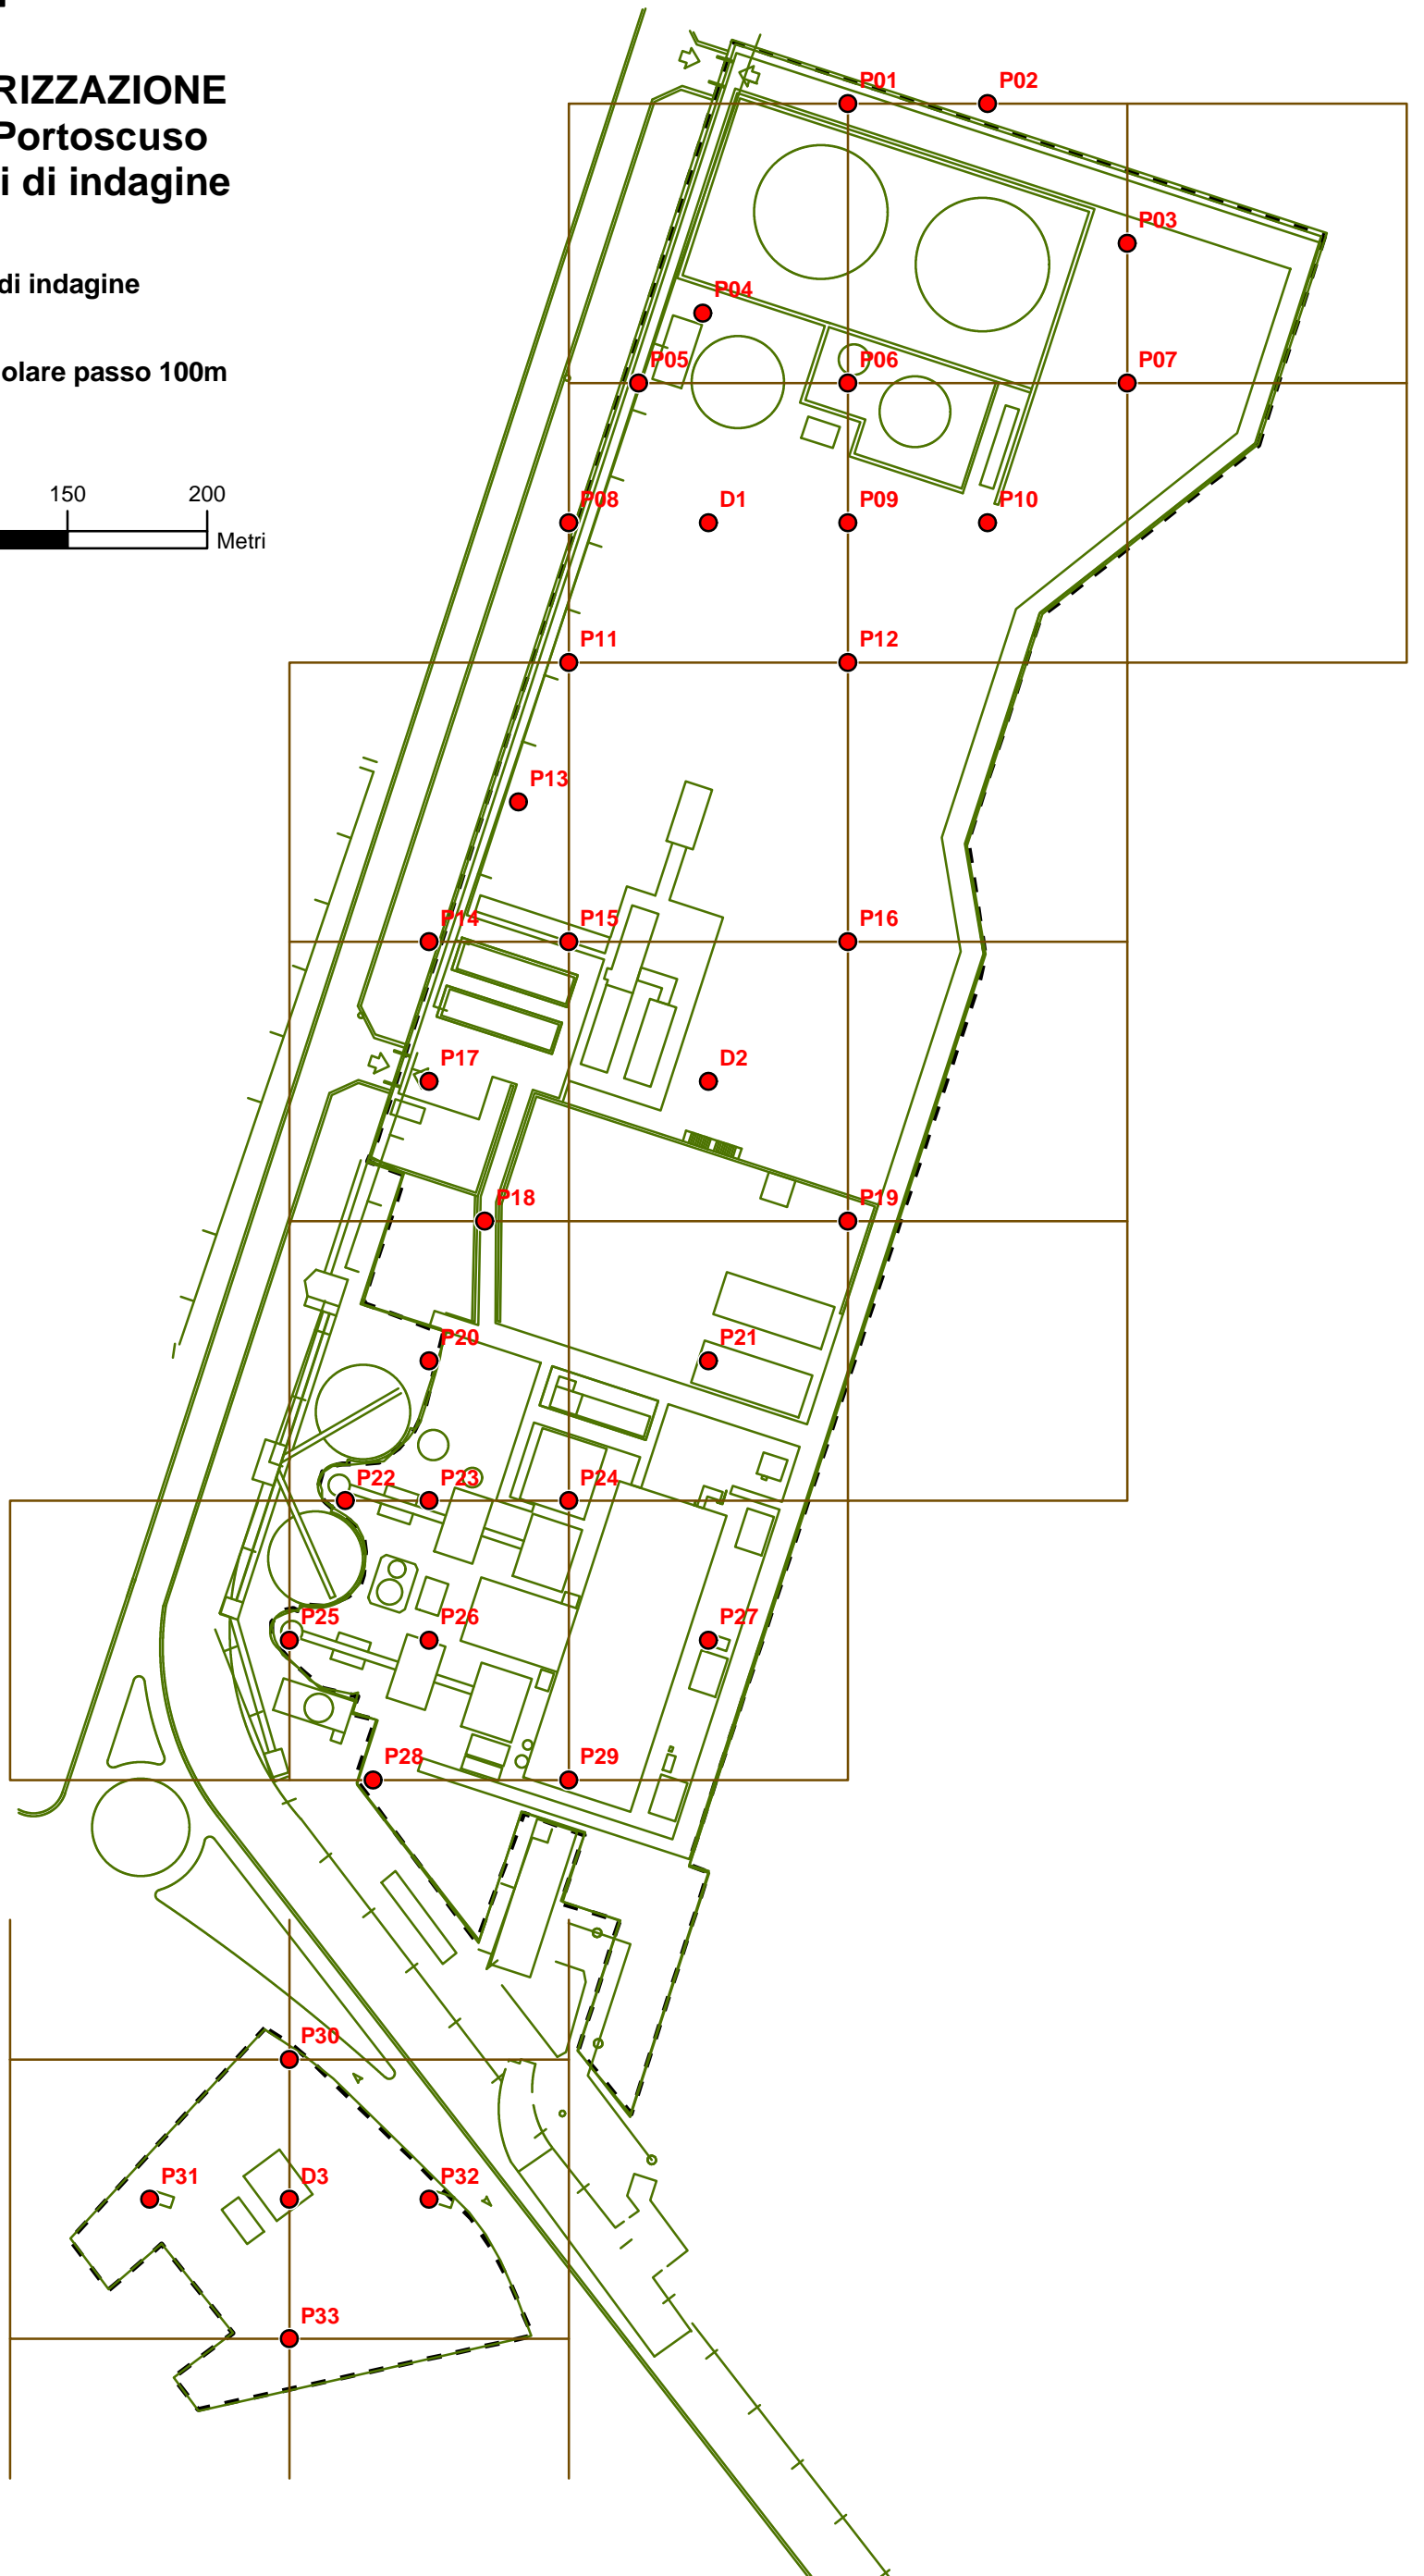 RIZZAZIONE
Portoscuso
i di indagine
di indagine
olare passo 100m
150 200
Metri
P01 P02
P03
P04
P05 P06 P07
P08 D1 P09 P10
P11 P12
P13
P14 P15 P16
P17 D2
P18 P19
P20 P21
P22 P23 P24
P25 P26 P27
P28 P29
P30
P31 D3 P32
P33